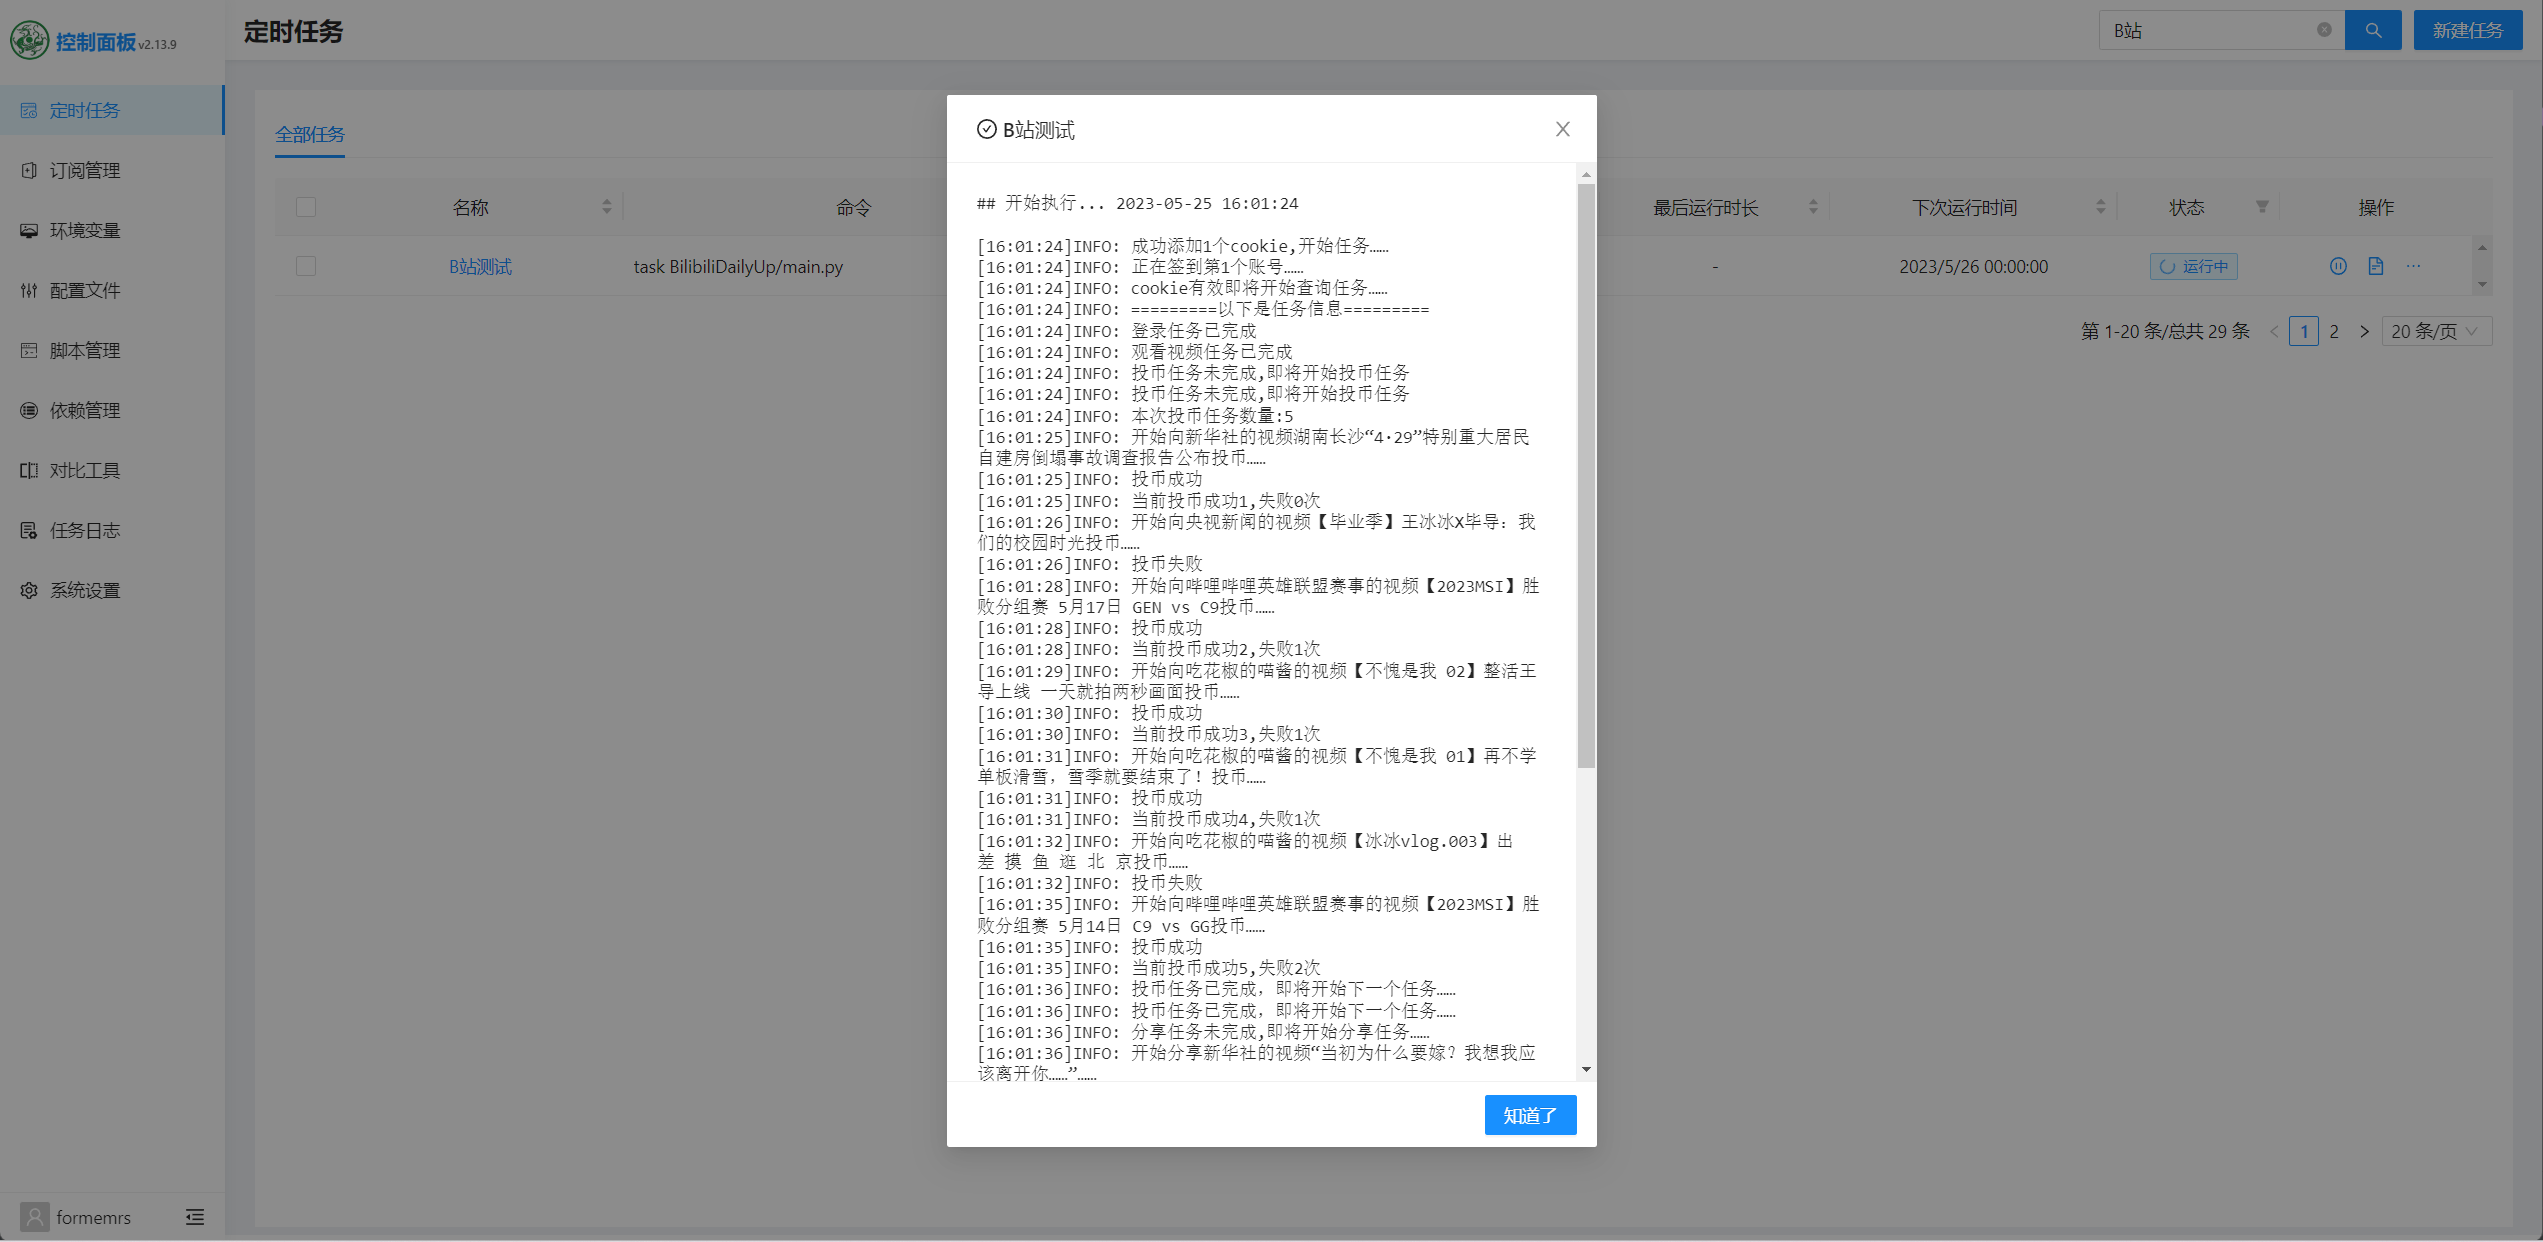 控制面板 v2.13.9
定时任务
B站
新建任务
定时任务
订阅管理
环境变量
配置文件
脚本管理
依赖管理
对比工具
任务日志
系统设置
formemrs
全部任务
名称 命令 最后运行时长 下次运行时间 状态 操作
B站测试 task BilibiliDailyUp/main.py - 2023/5/26 00:00:00 运行中 ...
第 1-20 条/总共 29 条 < 1 2 > 20 条/页
B站测试
## 开始执行... 2023-05-25 16:01:24
[16:01:24]INFO: 成功添加1个cookie,开始任务……
[16:01:24]INFO: 正在签到第1个账号……
[16:01:24]INFO: cookie有效即将开始查询任务……
[16:01:24]INFO: =========以下是任务信息=========
[16:01:24]INFO: 登录任务已完成
[16:01:24]INFO: 观看视频任务已完成
[16:01:24]INFO: 投币任务未完成,即将开始投币任务
[16:01:24]INFO: 投币任务未完成,即将开始投币任务
[16:01:24]INFO: 本次投币任务数量:5
[16:01:25]INFO: 开始向新华社的视频湖南长沙“4·29”特别重大居民
自建房倒塌事故调查报告公布投币……
[16:01:25]INFO: 投币成功
[16:01:25]INFO: 当前投币成功1,失败0次
[16:01:26]INFO: 开始向央视新闻的视频【毕业季】王冰冰X毕导：我
们的校园时光投币……
[16:01:26]INFO: 投币失败
[16:01:28]INFO: 开始向哔哩哔哩英雄联盟赛事的视频【2023MSI】胜
败分组赛 5月17日 GEN vs C9投币……
[16:01:28]INFO: 投币成功
[16:01:28]INFO: 当前投币成功2,失败1次
[16:01:29]INFO: 开始向吃花椒的喵酱的视频【不愧是我 02】整活王
导上线 一天就拍两秒画面投币……
[16:01:30]INFO: 投币成功
[16:01:30]INFO: 当前投币成功3,失败1次
[16:01:31]INFO: 开始向吃花椒的喵酱的视频【不愧是我 01】再不学
单板滑雪，雪季就要结束了！投币……
[16:01:31]INFO: 投币成功
[16:01:31]INFO: 当前投币成功4,失败1次
[16:01:32]INFO: 开始向吃花椒的喵酱的视频【冰冰vlog.003】出
差 摸 鱼 逛 北 京投币……
[16:01:32]INFO: 投币失败
[16:01:35]INFO: 开始向哔哩哔哩英雄联盟赛事的视频【2023MSI】胜
败分组赛 5月14日 C9 vs GG投币……
[16:01:35]INFO: 投币成功
[16:01:35]INFO: 当前投币成功5,失败2次
[16:01:36]INFO: 投币任务已完成，即将开始下一个任务……
[16:01:36]INFO: 投币任务已完成，即将开始下一个任务……
[16:01:36]INFO: 分享任务未完成,即将开始分享任务……
[16:01:36]INFO: 开始分享新华社的视频“当初为什么要嫁？我想我应
该离开你……”……
知道了